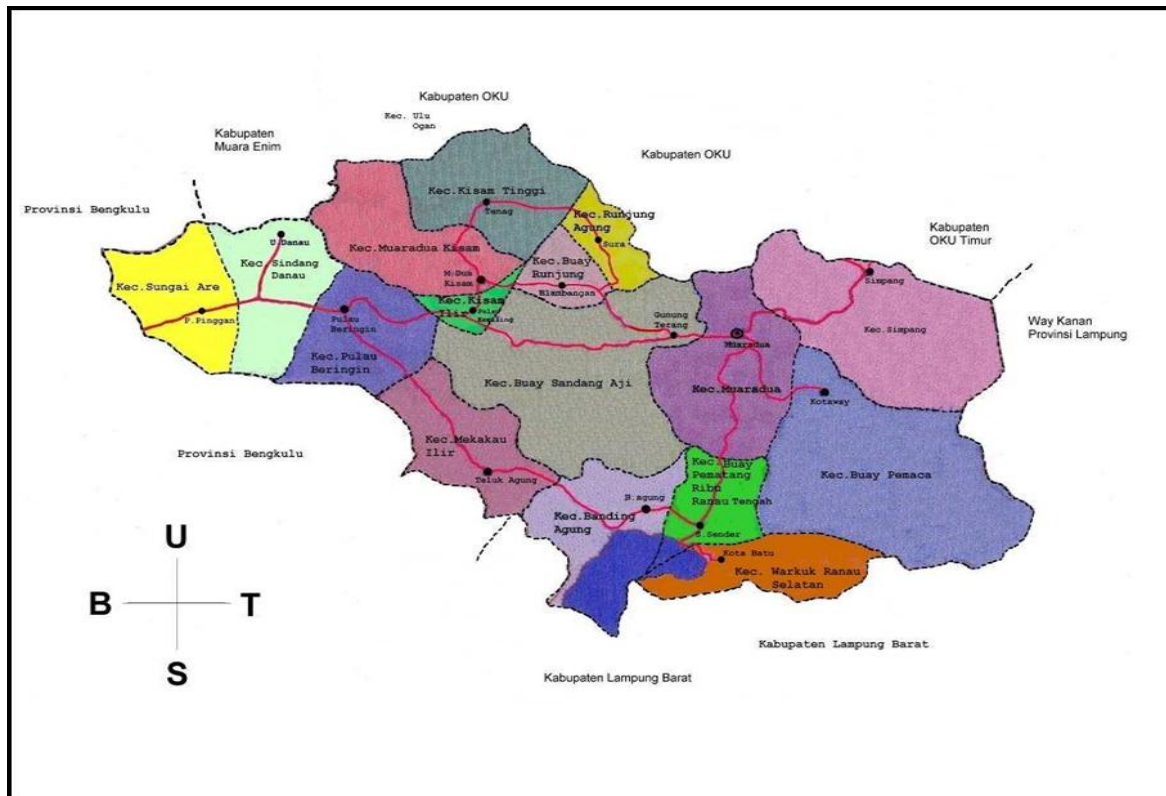 Kabupaten OKU
Kec. Ulu
Ogan
Kabupaten
Muara Enim
Kabupaten OKU
Provinsi Bengkulu
Kec.Kisam Tinggi
Tenag
Kec.Runjung
Agung
Sura
Kabupaten
OKU Timur
U.Danau
Kec.Sindang
Danau
Kec.Muaradua Kisam
M.Dua
Kisam
Kec.Buay
Runjung
Blambangan
Simpang
Kec.Sungai Are
P.Pinggan
Kec.Kisam
Ilir
Pulau
Beringin
Kec.Pulau
Beringin
Gunung
Terang
Muaradua
Kec.Simpang
Way Kanan
Provinsi Lampung
Kec.Buay Sandang Aji
Kec.Muaradua
Kotaway
Kec.Mekakau
Ilir
Teluk Agung
Provinsi Bengkulu
Kec.Buay
Pematang
Ribu
Ranau Tengah
Kec.Buay Pemaca
B.agung
Kec.Banding
Agung
S.Sender
Kota Batu
Kec. Warkuk Ranau
Selatan
U
B T
S
Kabupaten Lampung Barat
Kabupaten Lampung Barat